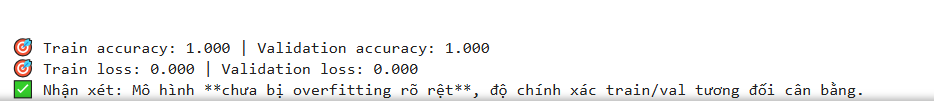 🎯 Train accuracy: 1.000 | Validation accuracy: 1.000
🎯 Train loss: 0.000 | Validation loss: 0.000
✅ Nhận xét: Mô hình **chưa bị overfitting rõ rệt**, độ chính xác train/val tương đối cân bằng.